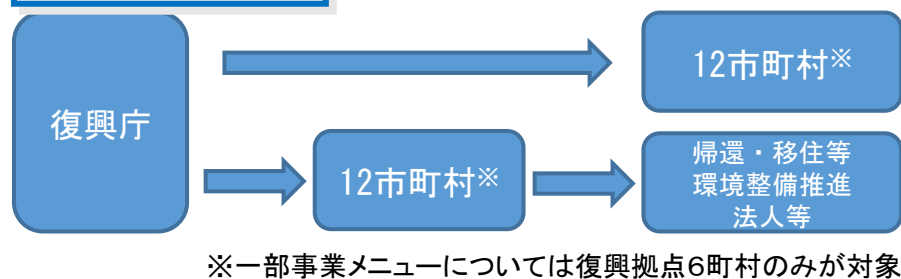 復興庁
12市町村※
12市町村※
帰還・移住等
環境整備推進
法人等
※一部事業メニューについては復興拠点6町村のみが対象